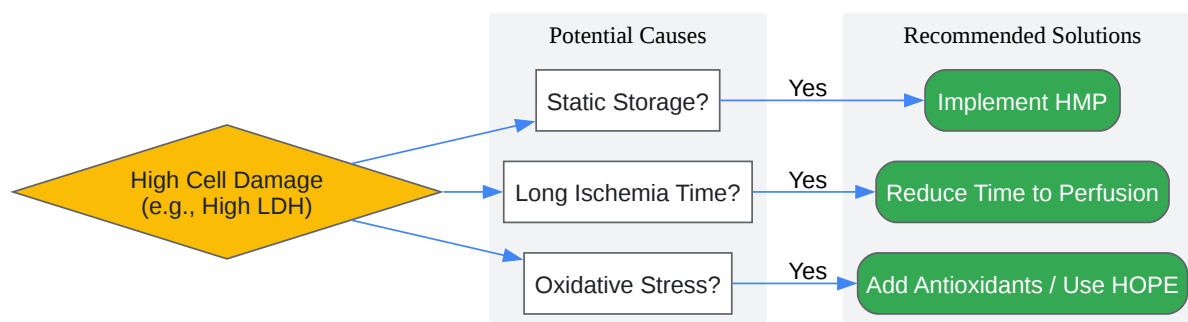 Potential Causes
Recommended Solutions
Static Storage?
Yes
Implement HMP
High Cell Damage
(e.g., High LDH)
Long Ischemia Time?
Yes
Reduce Time to Perfusion
Oxidative Stress?
Yes
Add Antioxidants / Use HOPE